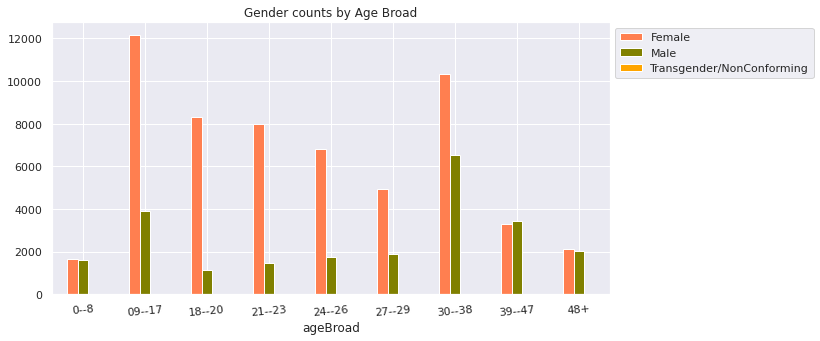 Gender counts by Age Broad
12000
10000
8000
6000
4000
2000
0
0--8 09--17 18--20 21--23 24--26 27--29 30--38 39--47 48+
ageBroad
Female
Male
Transgender/NonConforming